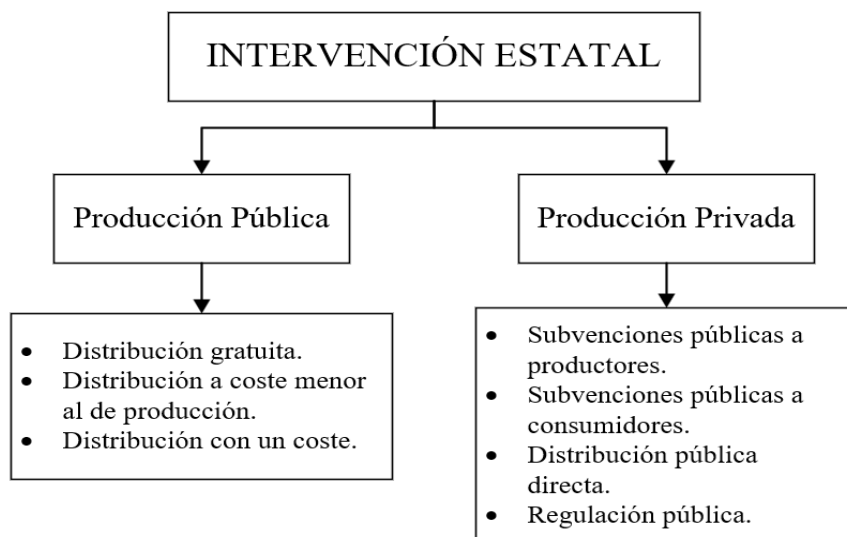 INTERVENCIÓN ESTATAL
Producción Pública
Producción Privada
• Distribución gratuita.
• Distribución a coste menor
al de producción.
• Distribución con un coste.
• Subvenciones públicas a
productores.
• Subvenciones públicas a
consumidores.
• Distribución pública
directa.
• Regulación pública.